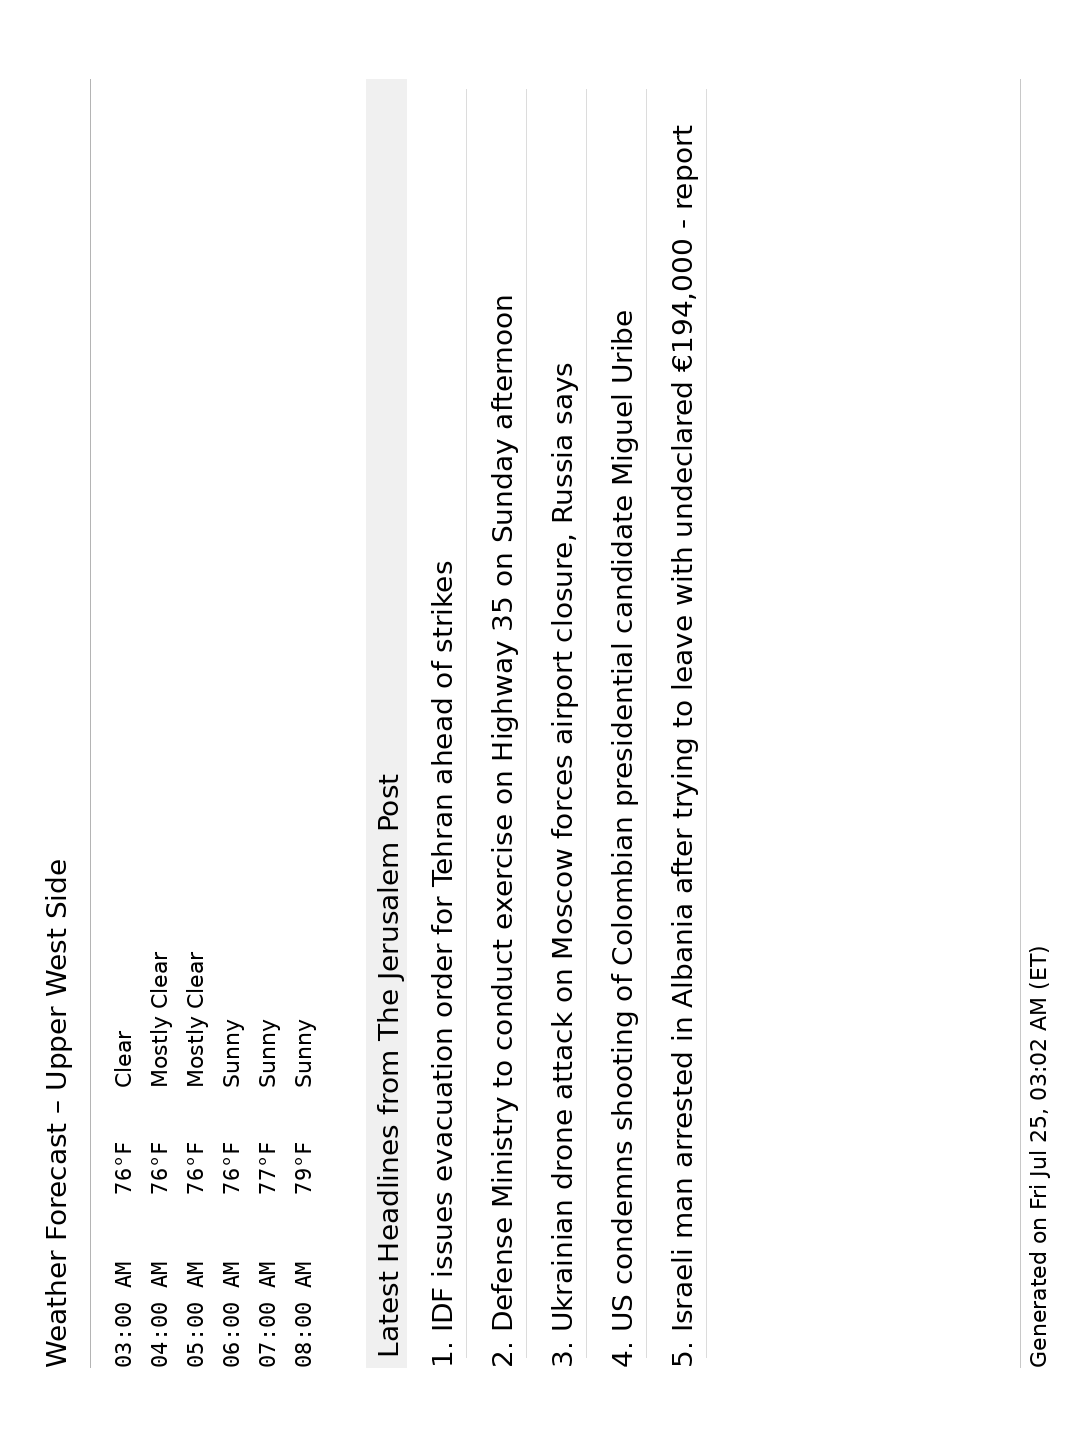 Weather Forecast – Upper West Side
03:00 AM 76°F Clear
04:00 AM 76°F Mostly Clear
05:00 AM 76°F Mostly Clear
06:00 AM 76°F Sunny
07:00 AM 77°F Sunny
08:00 AM 79°F Sunny
Latest Headlines from The Jerusalem Post
1. IDF issues evacuation order for Tehran ahead of strikes
2. Defense Ministry to conduct exercise on Highway 35 on Sunday afternoon
3. Ukrainian drone attack on Moscow forces airport closure, Russia says
4. US condemns shooting of Colombian presidential candidate Miguel Uribe
5. Israeli man arrested in Albania after trying to leave with undeclared €194,000 - report
Generated on Fri Jul 25, 03:02 AM (ET)